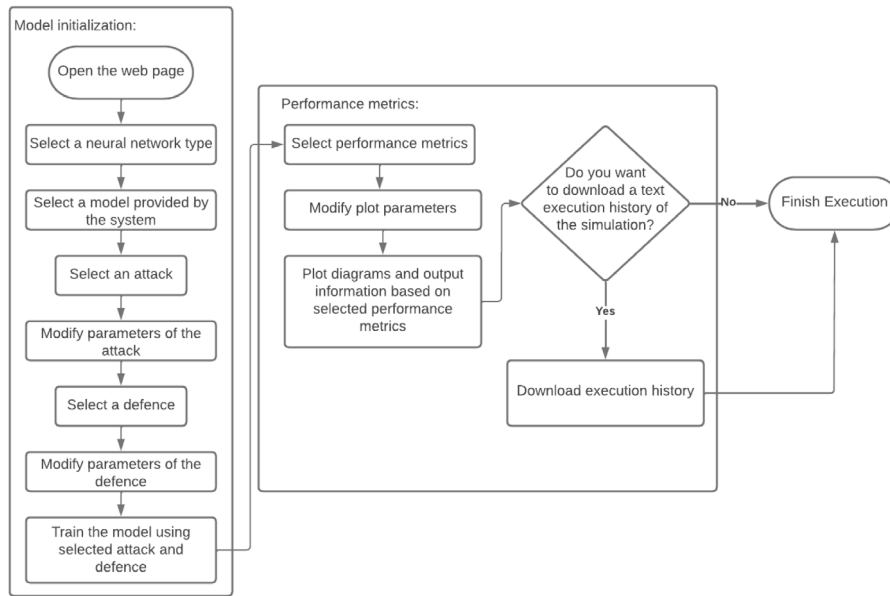 Model initialization:
Open the web page
Select a neural network type
Select a model provided by
the system
Select an attack
Modify parameters of the
attack
Select a defence
Modify parameters of the
defence
Train the model using
selected attack and
defence
Performance metrics:
Select performance metrics
Modify plot parameters
Plot diagrams and output
information based on
selected performance
metrics
Do you want
to download a text
execution history of
the simulation?
No
Finish Execution
Yes
Download execution history